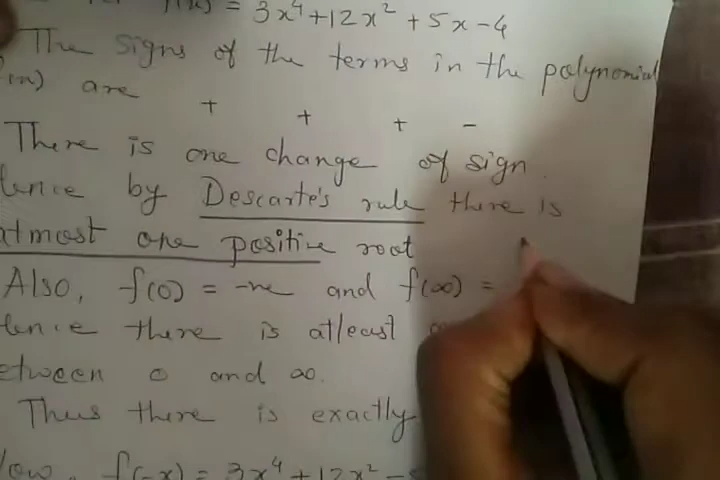 = 3x⁴+12x² +5x-4
The signs of the terms in the polynomial
are
+ + + -
There is one change of sign.
by Descarte's rule there is
atmost one positive root
Also, f(0) = -ve and f(∞) =
there is atleast
0 and ∞.
Thus there is exactly
f(-x) = 3x⁴+12x² -